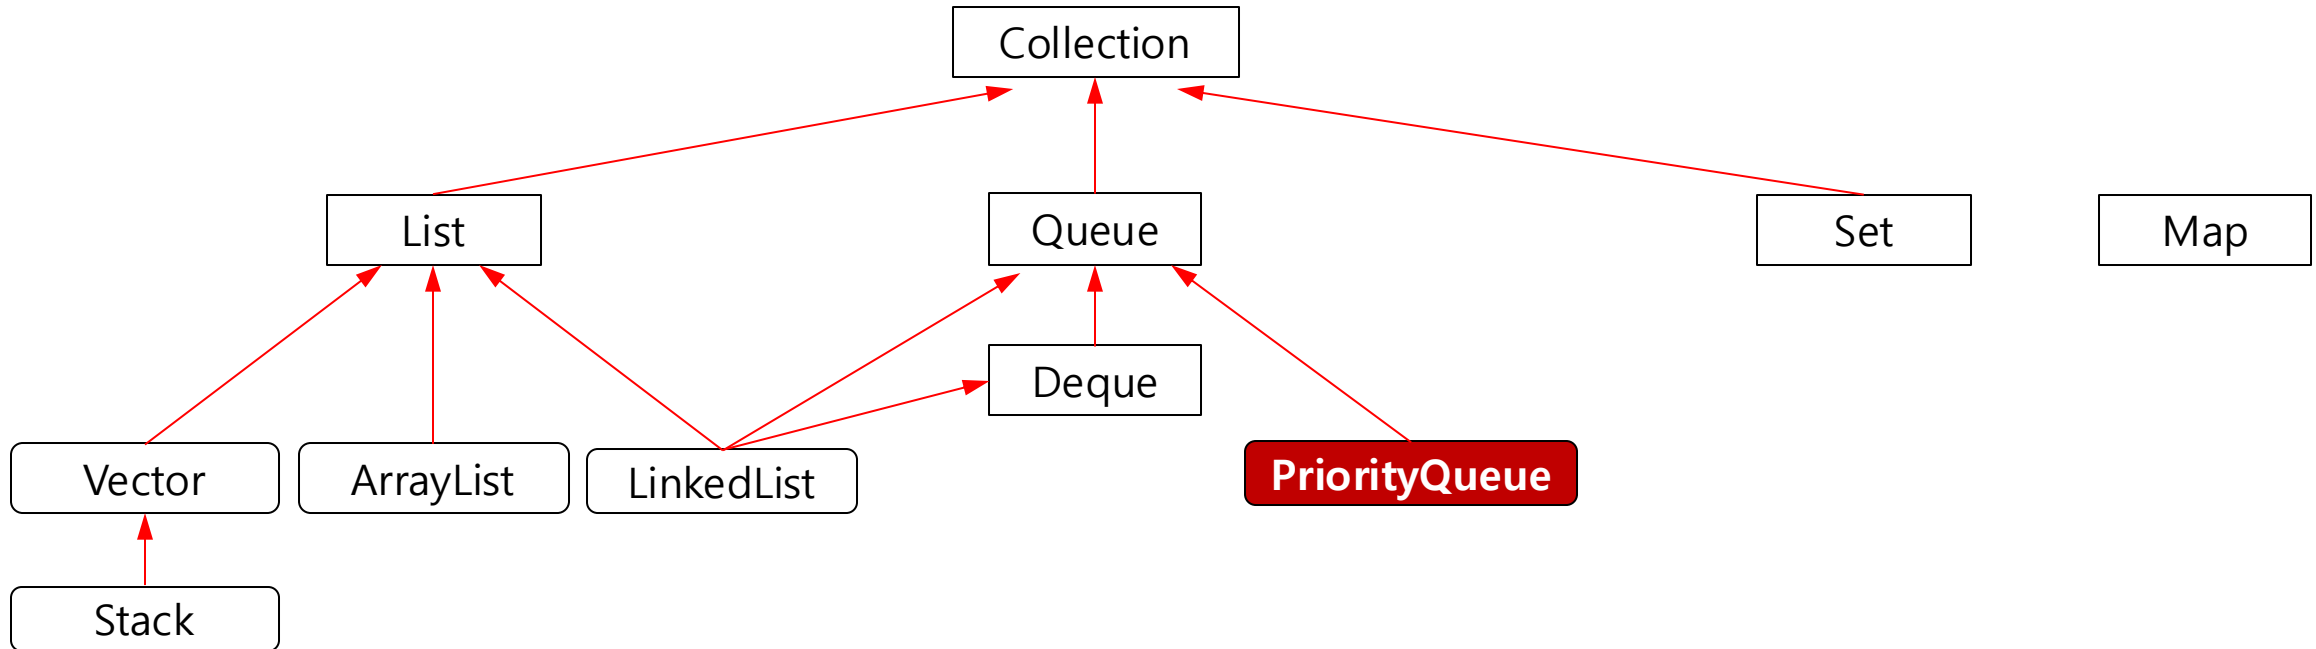 Collection
List
Queue
Set
Map
Deque
Vector
ArrayList
LinkedList
PriorityQueue
Stack